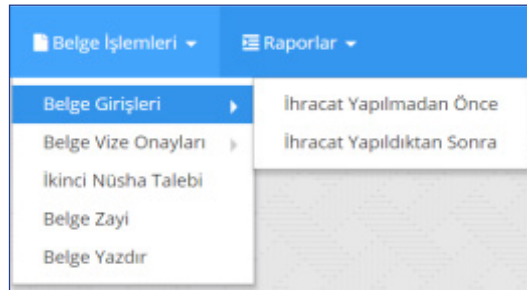 Belge İşlemleri
Raporlar
Belge Girişleri
İhracat Yapılmadan Önce
Belge Vize Onayları
İhracat Yapıldıktan Sonra
İkinci Nüsha Talebi
Belge Zayi
Belge Yazdır